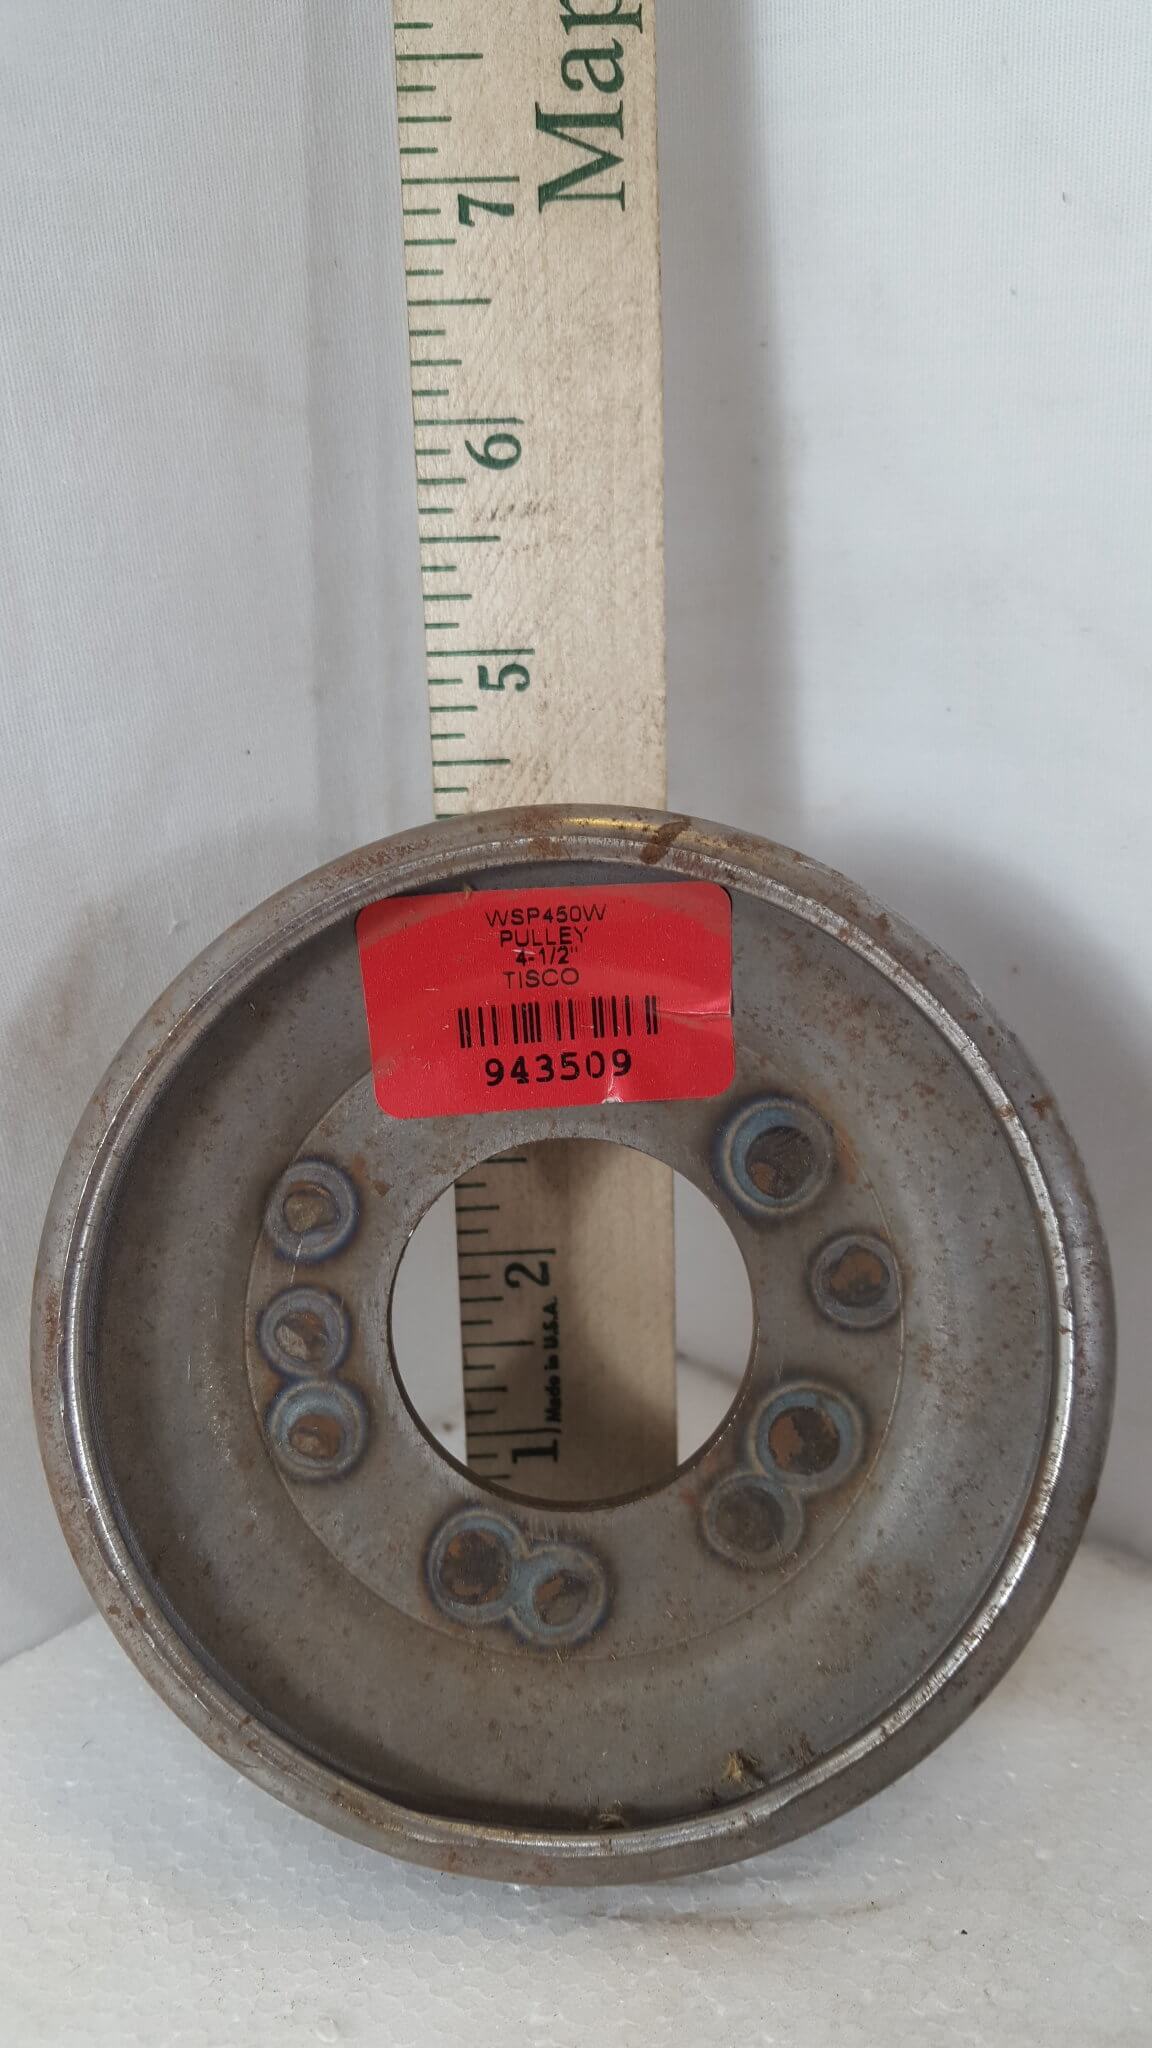 Map
7
6
5
WSP450W
PULLEY
4-1/2"
TISCO
943509
2
Made in U.S.A.
1